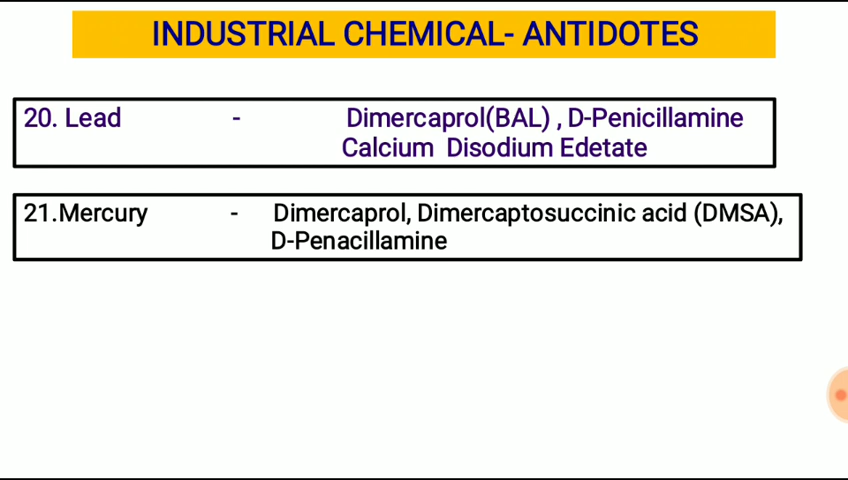 INDUSTRIAL CHEMICAL- ANTIDOTES
20. Lead - Dimercaprol(BAL) , D-Penicillamine
Calcium Disodium Edetate
21.Mercury - Dimercaprol, Dimercaptosuccinic acid (DMSA),
D-Penacillamine